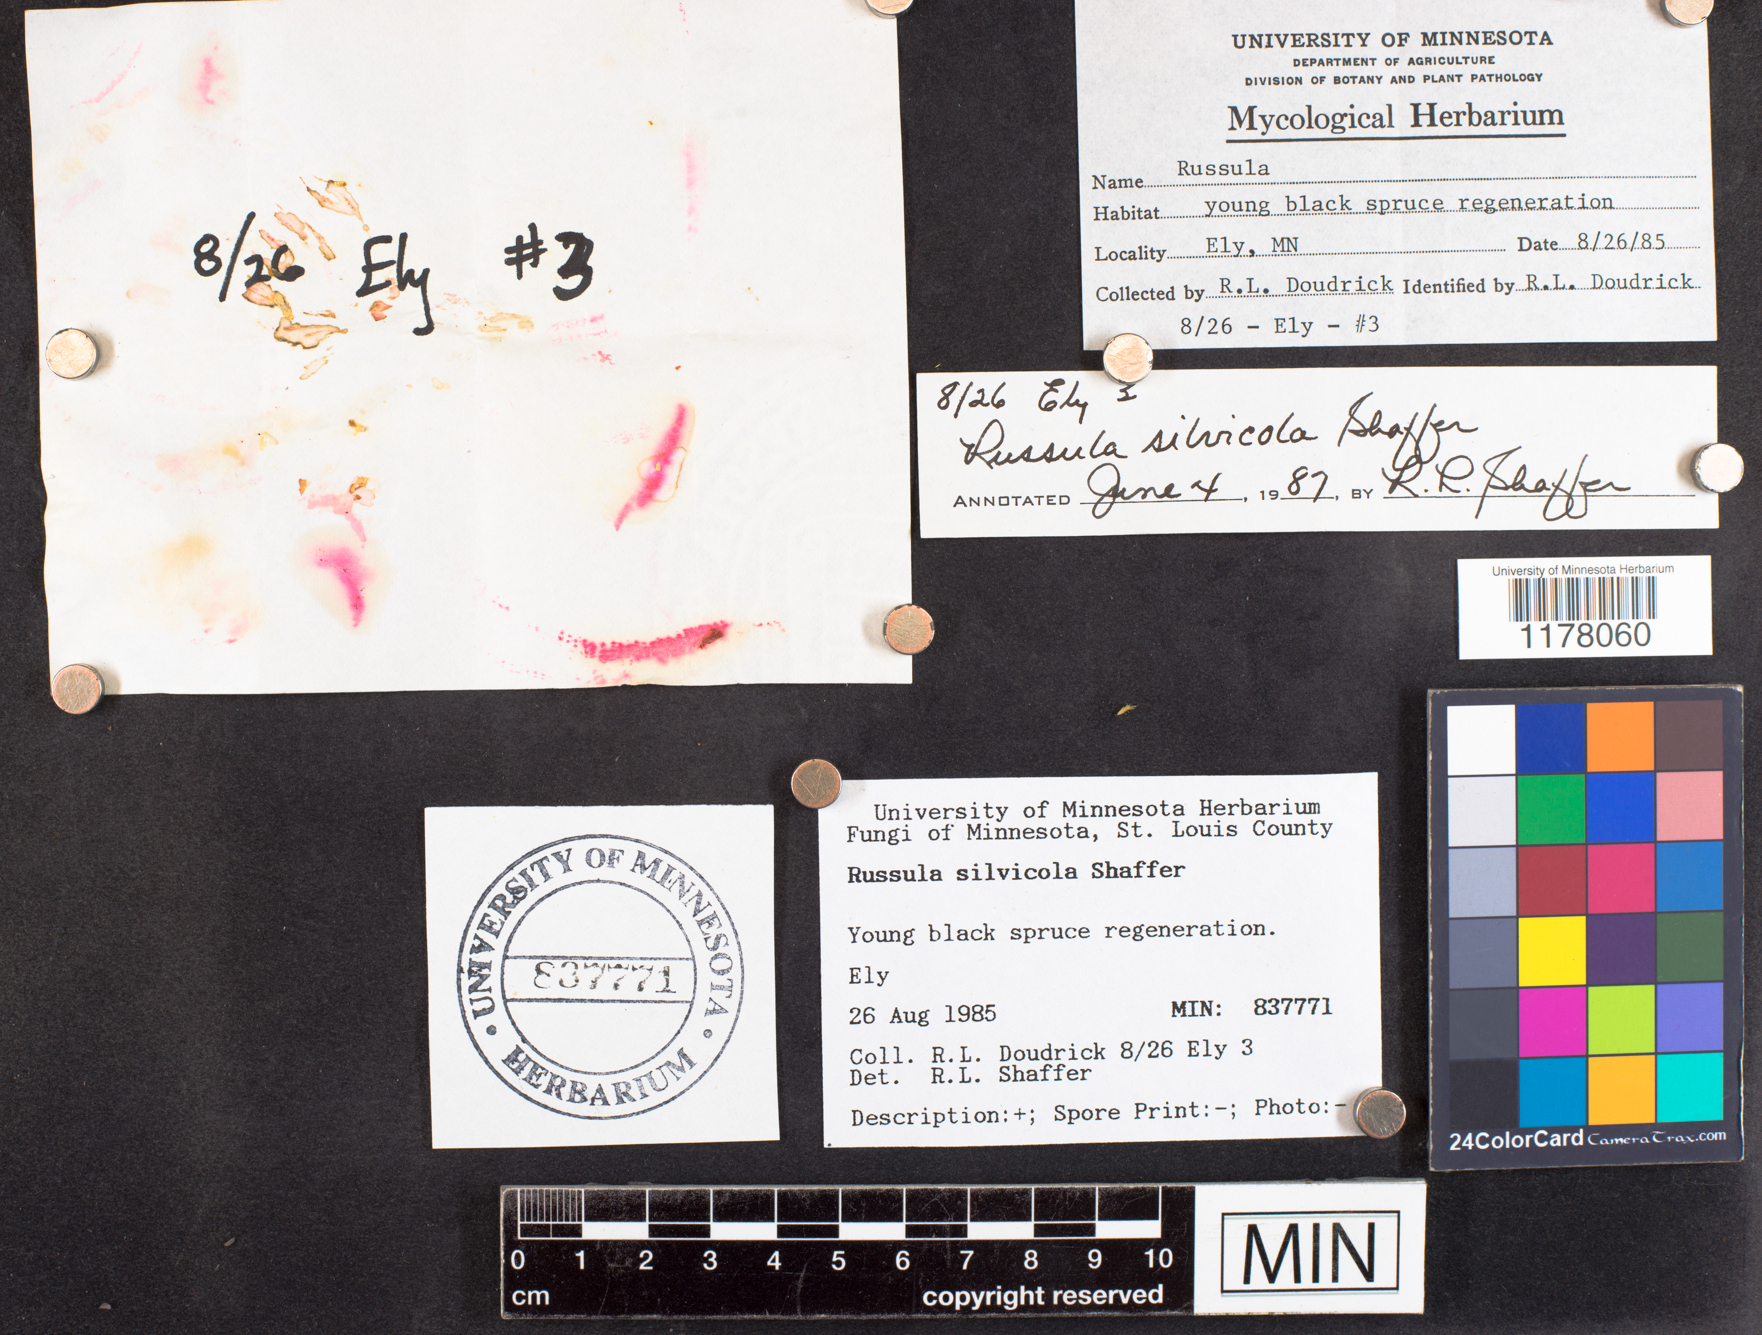 8/26 Ely #3
UNIVERSITY OF MINNESOTA
DEPARTMENT OF AGRICULTURE
DIVISION OF BOTANY AND PLANT PATHOLOGY
Mycological Herbarium
Name Russula
Habitat young black spruce regeneration
Locality Ely, MN Date 8/26/85
Collected by R.L. Doudrick Identified by R.L. Doudrick
8/26 - Ely - #3
8/26 Ely 3
Russula silvicola Shaffer
ANNOTATED June 4, 1987, BY R. L. Shaffer
University of Minnesota Herbarium
1178060
UNIVERSITY OF MINNESOTA
837771
HERBARIUM
University of Minnesota Herbarium
Fungi of Minnesota, St. Louis County
Russula silvicola Shaffer
Young black spruce regeneration.
Ely
26 Aug 1985 MIN: 837771
Coll. R.L. Doudrick 8/26 Ely 3
Det. R.L. Shaffer
Description:+; Spore Print:-; Photo:-
24ColorCard CameraTrax.com
0 1 2 3 4 5 6 7 8 9 10
cm copyright reserved
MIN